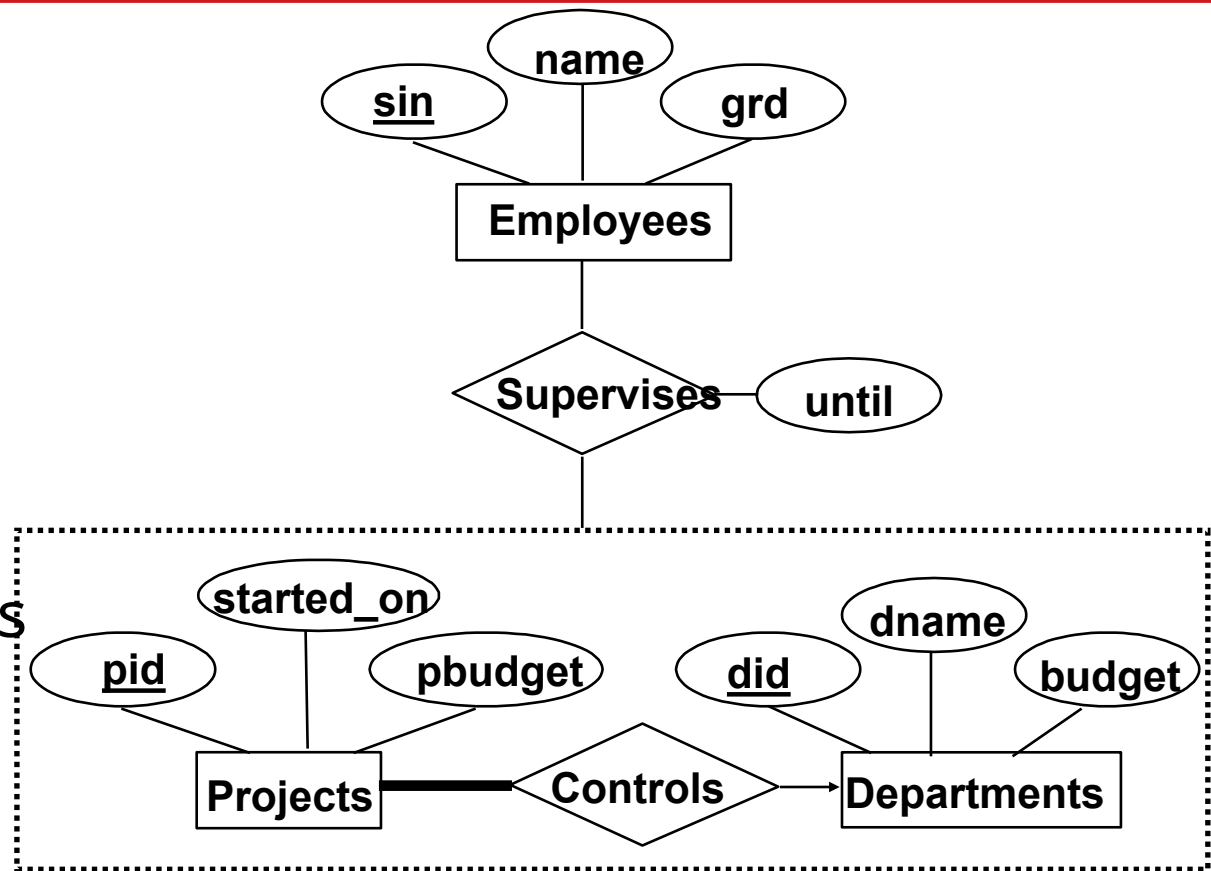 name
sin
grd
Employees
Supervises
until
started_on
s
dname
pid
pbudget
did
budget
Projects
Controls
Departments